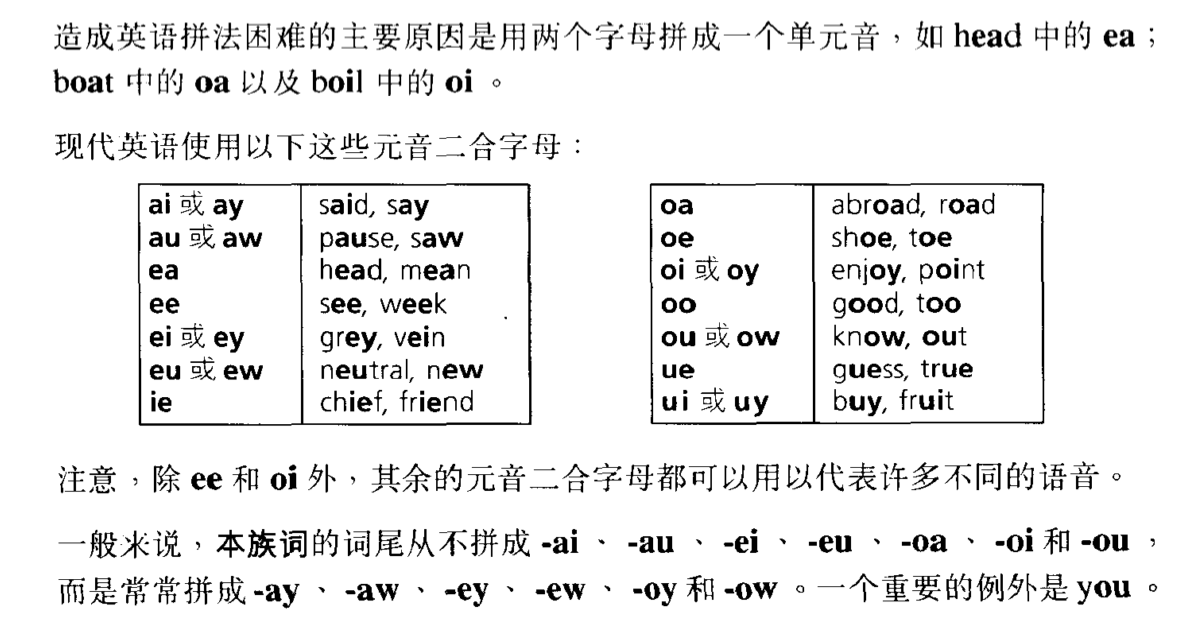 造成英语拼法困难的主要原因是用两个字母拼成一个单元音，如 head 中的 ea；
boat 中的 oa 以及 boil 中的 oi 。
现代英语使用以下这些元音二合字母：
ai 或 ay said, say
au 或 aw pause, saw
ea head, mean
ee see, week
ei 或 ey grey, vein
eu 或 ew neutral, new
ie chief, friend
oa abroad, road
oe shoe, toe
oi 或 oy enjoy, point
oo good, too
ou 或 ow know, out
ue guess, true
ui 或 uy buy, fruit
注意，除 ee 和 oi 外，其余的元音二合字母都可以用以代表许多不同的语音。
一般来说，本族词的词尾从不拼成 -ai 、 -au 、 -ei 、 -eu 、 -oa 、 -oi 和 -ou ，
而是常常拼成 -ay 、 -aw 、 -ey 、 -ew 、 -oy 和 -ow 。一个重要的例外是 you 。